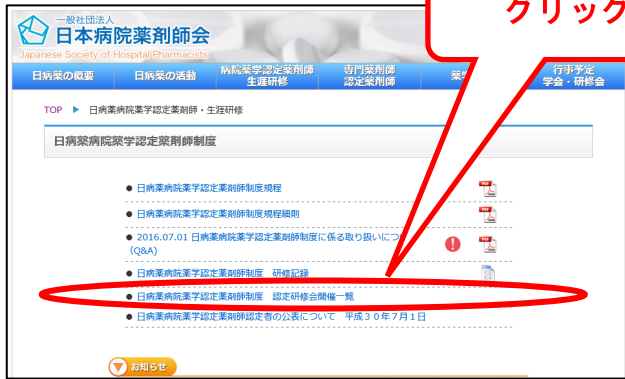 クリック
一般社団法人
日本病院薬剤師会
Japanese Society of Hospital Pharmacists
日病薬の概要
日病薬の活動
病院薬学認定薬剤師
生涯研修
専門薬剤師
認定薬剤師
行事予定
学会・研修会
TOP ▶ 日病薬病院薬学認定薬剤師・生涯研修
日病薬病院薬学認定薬剤師制度
● 日病薬病院薬学認定薬剤師制度規程
● 日病薬病院薬学認定薬剤師制度規程細則
● 2016.07.01 日病薬病院薬学認定薬剤師制度に係る取り扱いにつ
(Q&A)
● 日病薬病院薬学認定薬剤師制度 研修記録
● 日病薬病院薬学認定薬剤師制度 認定研修会開催一覧
● 日病薬病院薬学認定薬剤師認定者の公表について 平成30年7月1日
お知らせ